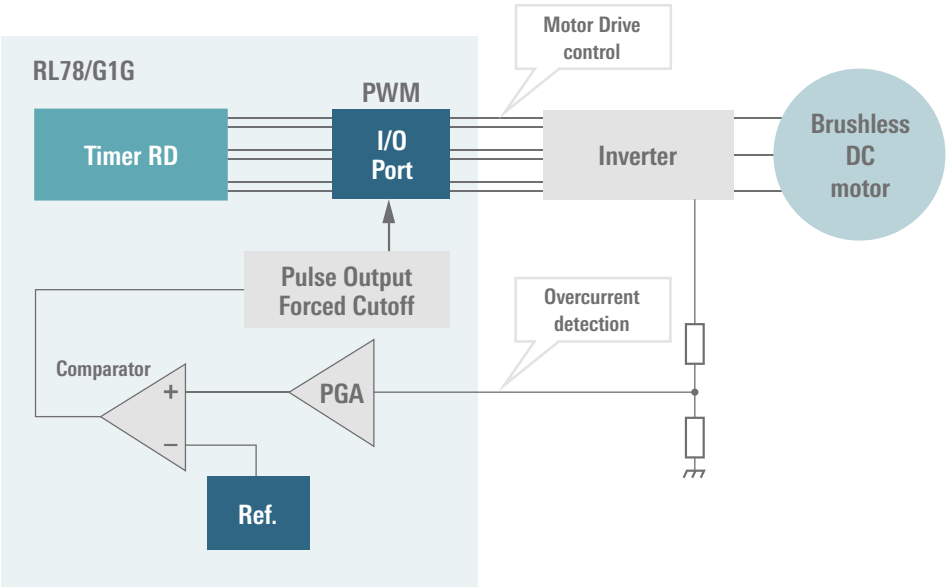 Motor Drive
control
RL78/G1G
PWM
Timer RD
I/O
Port
Inverter
Brushless
DC
motor
Pulse Output
Forced Cutoff
Overcurrent
detection
Comparator
+
PGA
−
Ref.